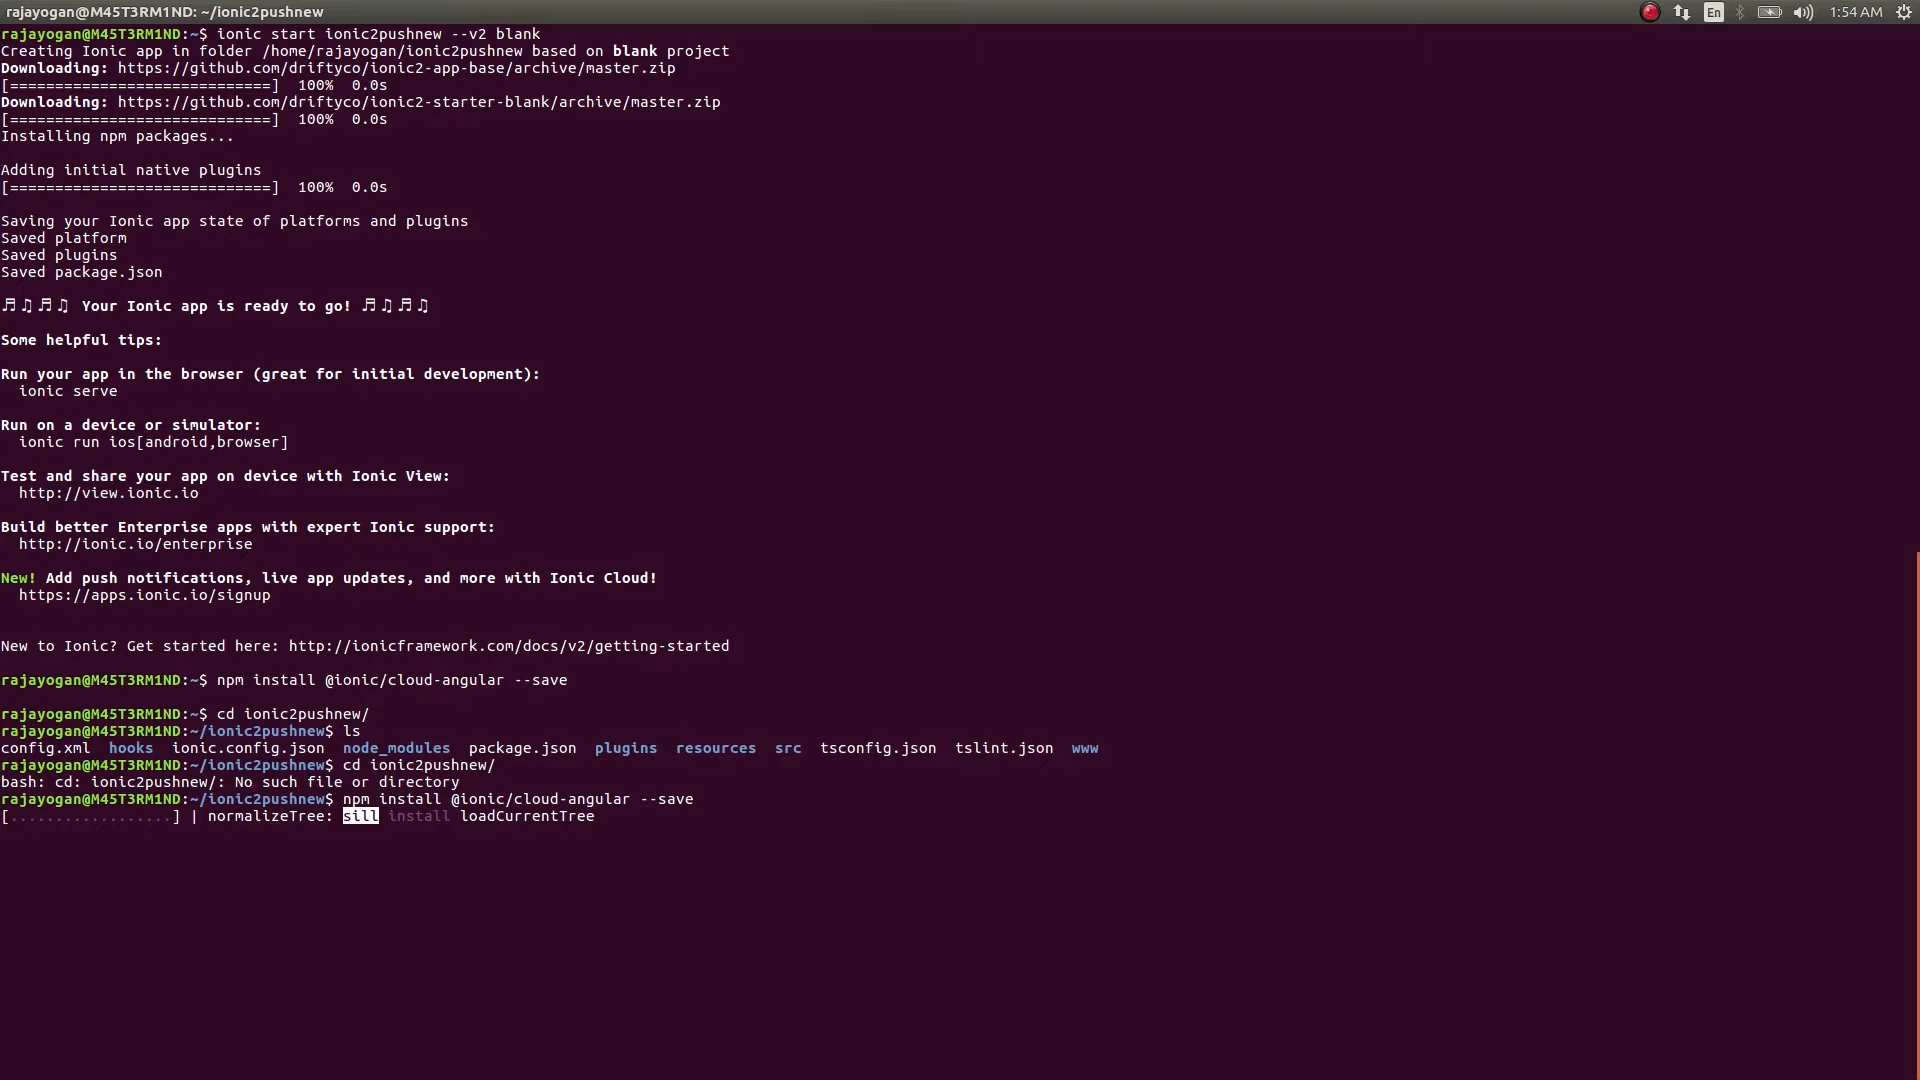 rajayogan@M45T3RM1ND: ~/ionic2pushnew
En
1:54 AM
rajayogan@M45T3RM1ND:~$ ionic start ionic2pushnew --v2 blank
Creating Ionic app in folder /home/rajayogan/ionic2pushnew based on blank project
Downloading: https://github.com/driftyco/ionic2-app-base/archive/master.zip
[=============================]  100%  0.0s
Downloading: https://github.com/driftyco/ionic2-starter-blank/archive/master.zip
[=============================]  100%  0.0s
Installing npm packages...
Adding initial native plugins
[=============================]  100%  0.0s
Saving your Ionic app state of platforms and plugins
Saved platform
Saved plugins
Saved package.json
♬♫♬♫ Your Ionic app is ready to go! ♬♫♬♫
Some helpful tips:
Run your app in the browser (great for initial development):
  ionic serve
Run on a device or simulator:
  ionic run ios[android,browser]
Test and share your app on device with Ionic View:
  http://view.ionic.io
Build better Enterprise apps with expert Ionic support:
  http://ionic.io/enterprise
New! Add push notifications, live app updates, and more with Ionic Cloud!
  https://apps.ionic.io/signup
New to Ionic? Get started here: http://ionicframework.com/docs/v2/getting-started
rajayogan@M45T3RM1ND:~$ npm install @ionic/cloud-angular --save
rajayogan@M45T3RM1ND:~$ cd ionic2pushnew/
rajayogan@M45T3RM1ND:~/ionic2pushnew$ ls
config.xml  hooks  ionic.config.json  node_modules  package.json  plugins  resources  src  tsconfig.json  tslint.json  www
rajayogan@M45T3RM1ND:~/ionic2pushnew$ cd ionic2pushnew/
bash: cd: ionic2pushnew/: No such file or directory
rajayogan@M45T3RM1ND:~/ionic2pushnew$ npm install @ionic/cloud-angular --save
[..................] | normalizeTree: sill install loadCurrentTree